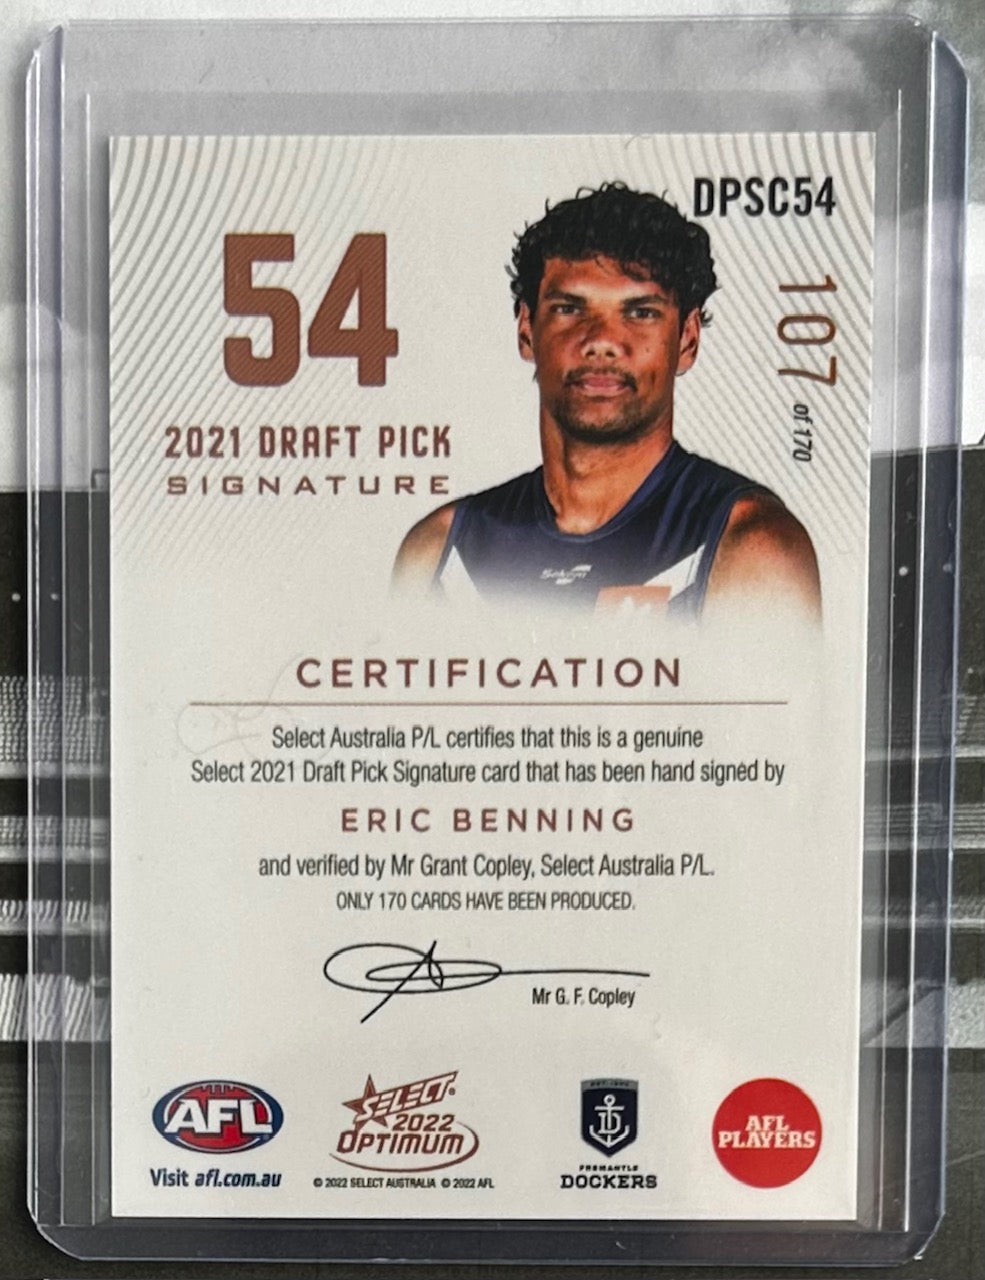 DPSC54
54
107 of 170
2021 DRAFT PICK
SIGNATURE
CERTIFICATION
Select Australia P/L certifies that this is a genuine
Select 2021 Draft Pick Signature card that has been hand signed by
ERIC BENNING
and verified by Mr Grant Copley, Select Australia P/L.
ONLY 170 CARDS HAVE BEEN PRODUCED.
Mr G. F. Copley
AFL
Visit afl.com.au
SELECT
2022
OPTIMUM
© 2022 SELECT AUSTRALIA © 2022 AFL
FREMANTLE
DOCKERS
AFL
PLAYERS